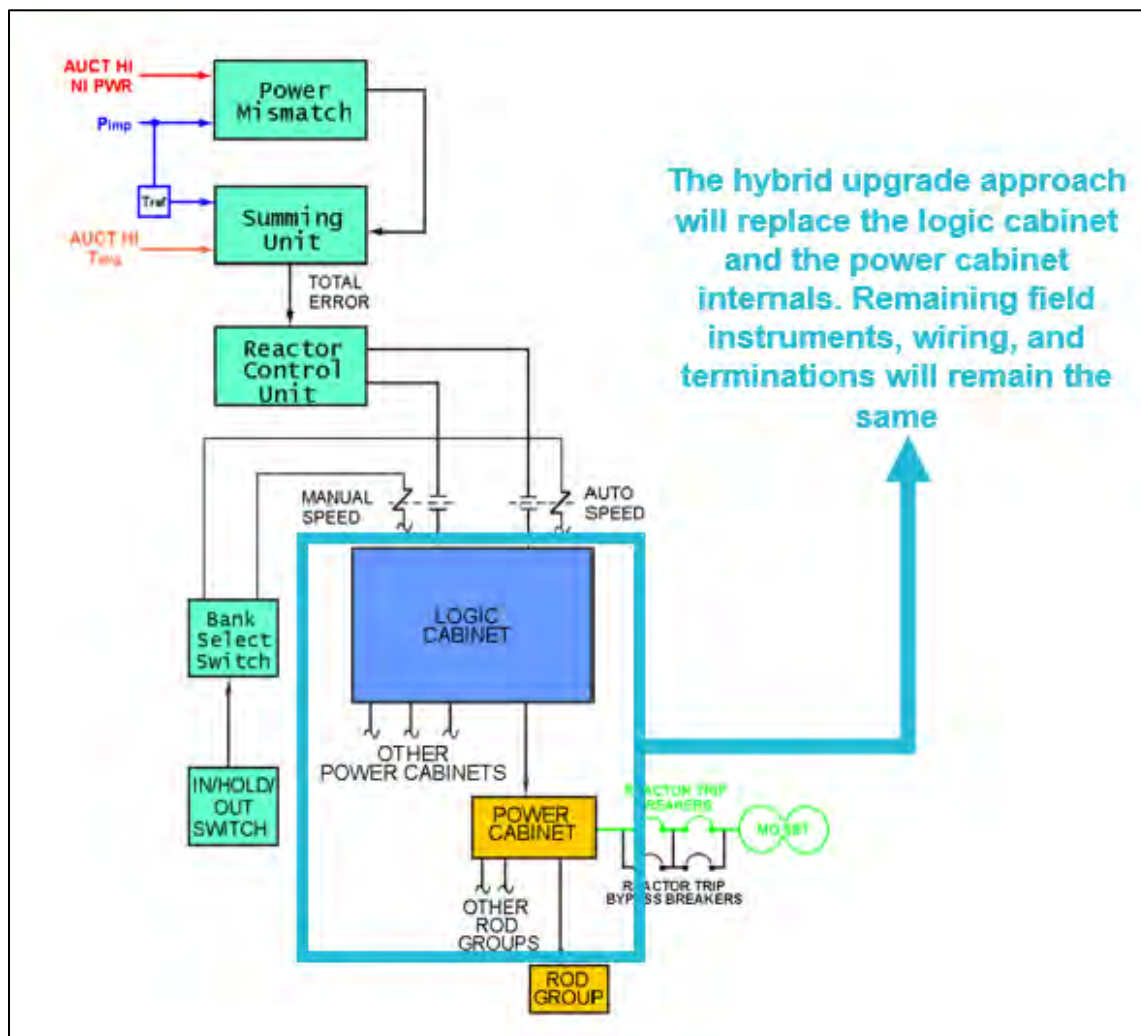 AUCT HI
NI PWR
Power
Mismatch
Pimp
Tref
Summing
Unit
AUCT HI
TOTAL
ERROR
Reactor
Control
Unit
The hybrid upgrade approach
will replace the logic cabinet
and the power cabinet
internals. Remaining field
instruments, wiring, and
terminations will remain the
same
MANUAL
SPEED
AUTO
SPEED
LOGIC
CABINET
Bank
Select
Switch
OTHER
POWER CABINETS
IN/HOLD/
OUT
SWITCH
POWER
CABINET
REACTOR TRIP
BREAKERS
REACTOR TRIP
BYPASS BREAKERS
OTHER
ROD
GROUPS
ROD
GROUP